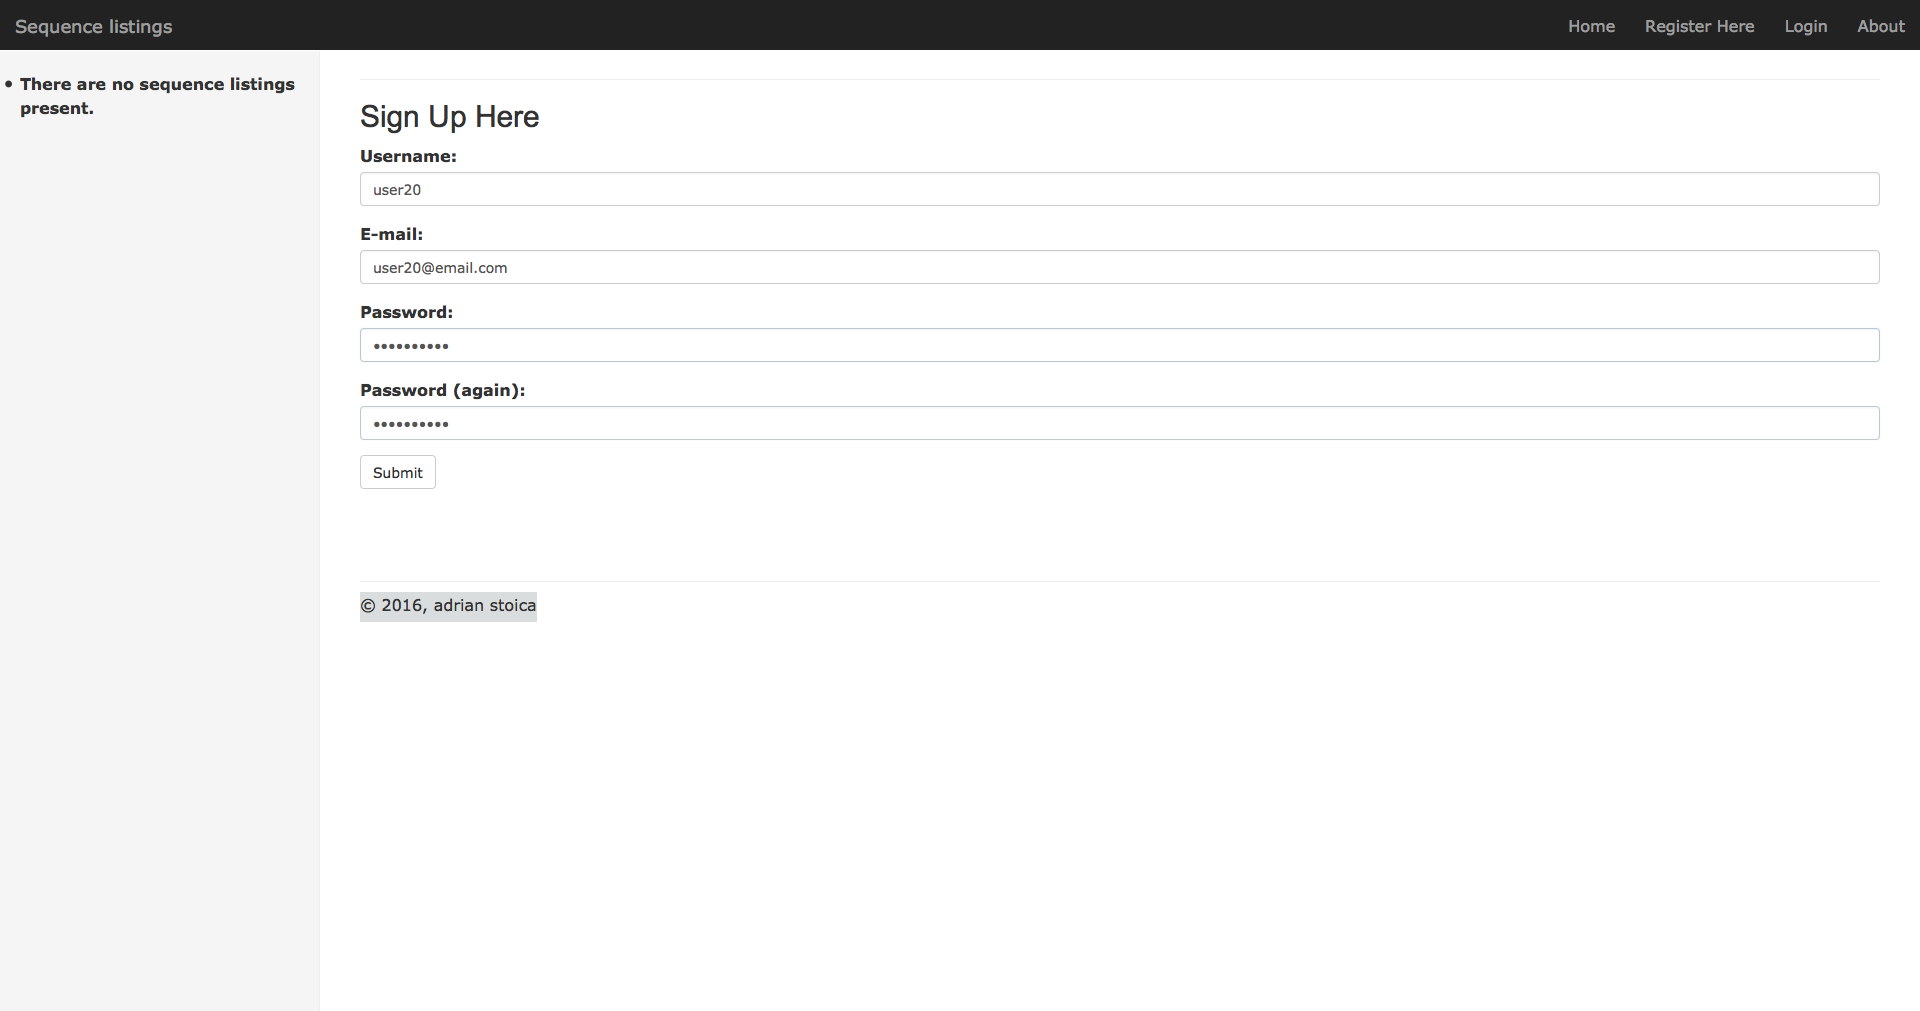 Sequence listings
Home
Register Here
Login
About
• There are no sequence listings
present.
Sign Up Here
Username:
user20
E-mail:
user20@email.com
Password:
••••••••••
Password (again):
••••••••••
Submit
© 2016, adrian stoica